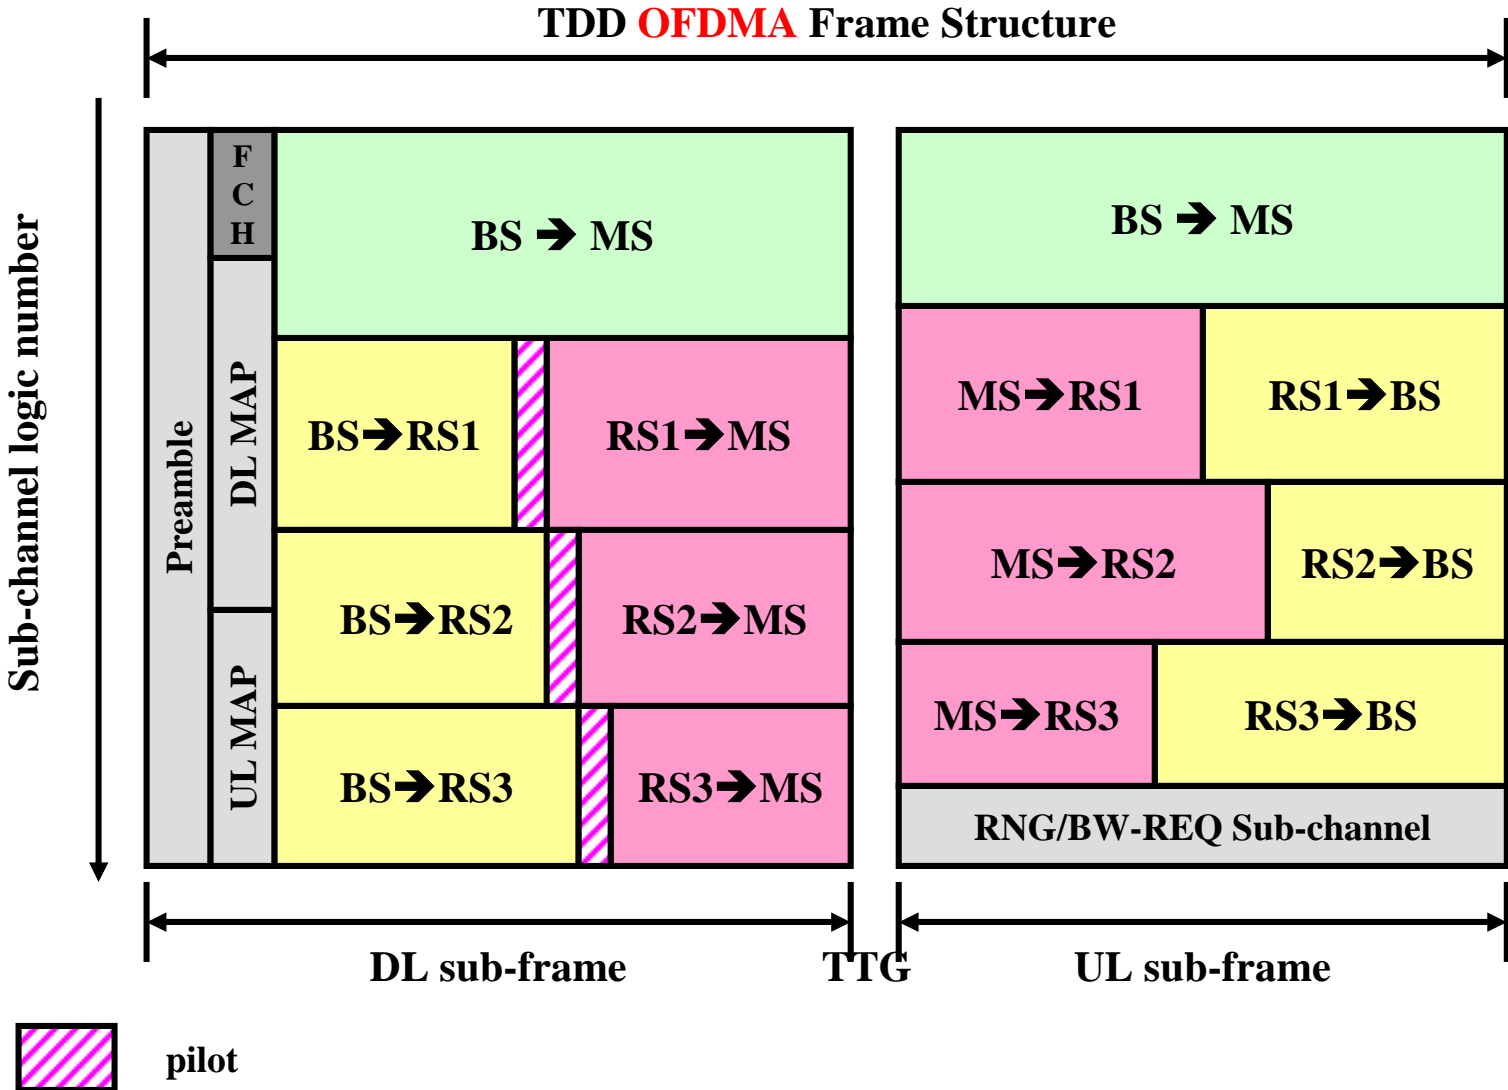 TDD OFDMA Frame Structure
Sub-channel logic number
Preamble
F
C
H
DL MAP
UL MAP
BS ➔ MS
BS➔RS1
RS1➔MS
BS➔RS2
RS2➔MS
BS➔RS3
RS3➔MS
BS ➔ MS
MS➔RS1
RS1➔BS
MS➔RS2
RS2➔BS
MS➔RS3
RS3➔BS
RNG/BW-REQ Sub-channel
DL sub-frame
TTG
UL sub-frame
pilot